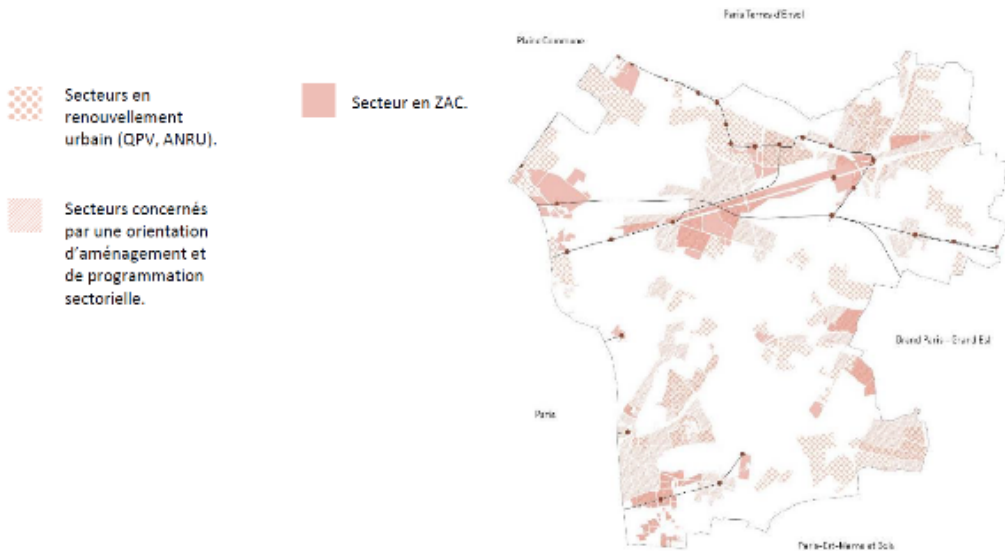 Secteurs en
renouvellement
urbain (QPV, ANRU).
Secteur en ZAC.
Secteurs concernés
par une orientation
d'aménagement et
de programmation
sectorielle.
Paris Terres d'Envol
Plaine Commune
Grand Paris - Grand Est
Paris
Paris-Est-Marne et Bois